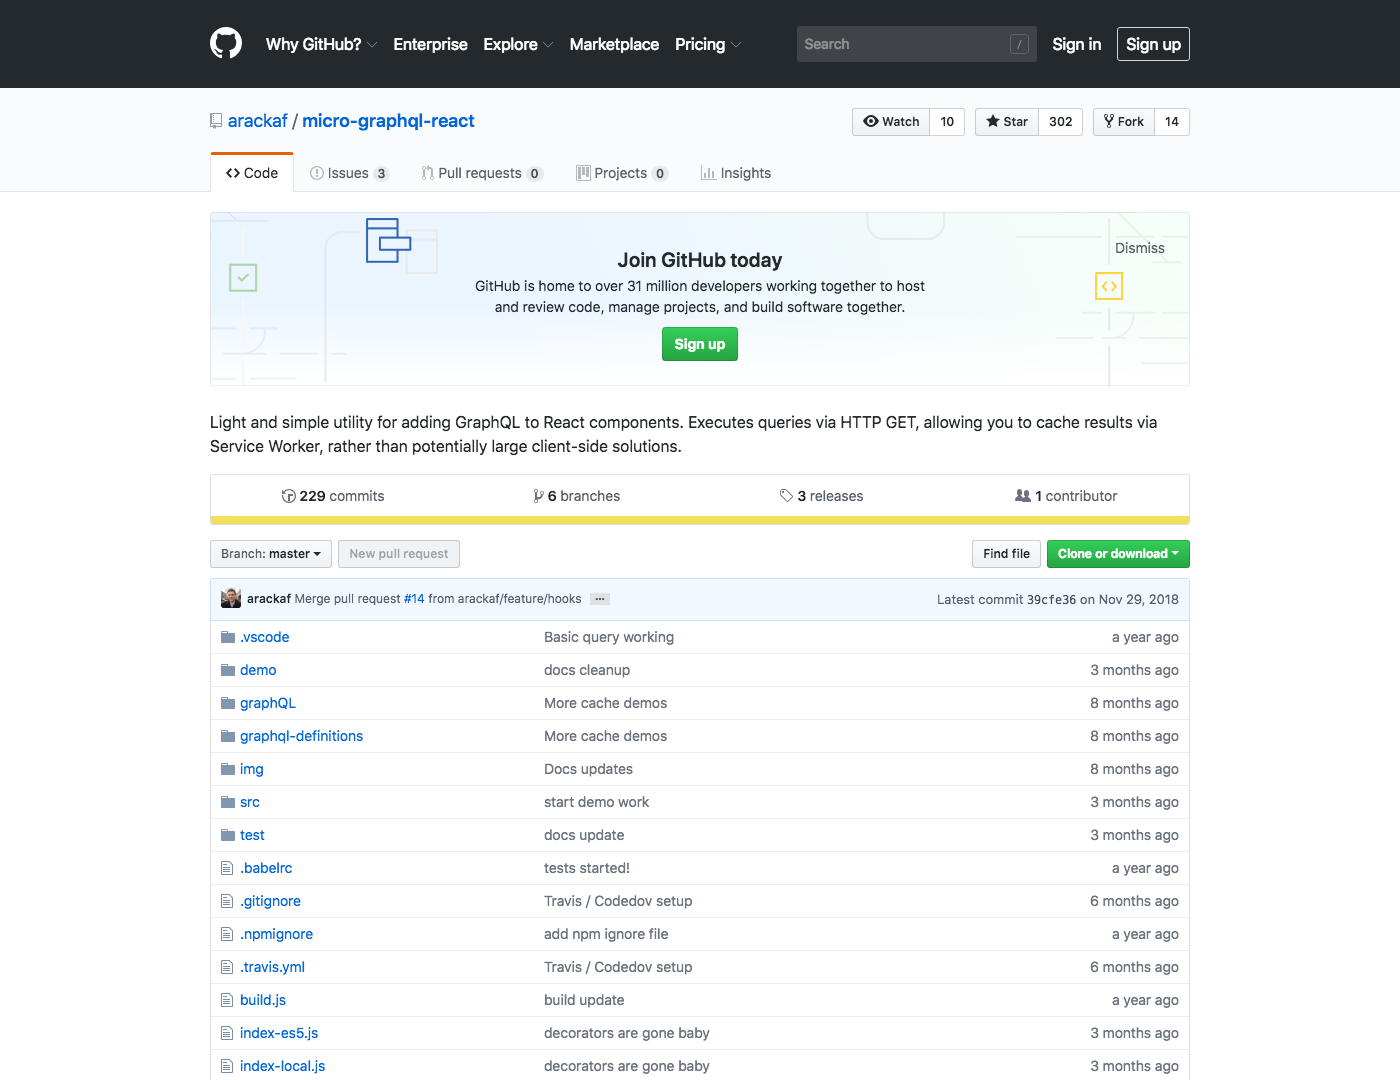 Why GitHub? Enterprise Explore Marketplace Pricing Search / Sign in Sign up
arackaf / micro-graphql-react Watch 10 Star 302 Fork 14
Code Issues 3 Pull requests 0 Projects 0 Insights
Dismiss
Join GitHub today
GitHub is home to over 31 million developers working together to host
and review code, manage projects, and build software together.
Sign up
Light and simple utility for adding GraphQL to React components. Executes queries via HTTP GET, allowing you to cache results via
Service Worker, rather than potentially large client-side solutions.
229 commits 6 branches 3 releases 1 contributor
Branch: master New pull request Find file Clone or download
arackaf Merge pull request #14 from arackaf/feature/hooks ... Latest commit 39cfe36 on Nov 29, 2018
.vscode Basic query working a year ago
demo docs cleanup 3 months ago
graphQL More cache demos 8 months ago
graphql-definitions More cache demos 8 months ago
img Docs updates 8 months ago
src start demo work 3 months ago
test docs update 3 months ago
.babelrc tests started! a year ago
.gitignore Travis / Codedov setup 6 months ago
.npmignore add npm ignore file a year ago
.travis.yml Travis / Codedov setup 6 months ago
build.js build update a year ago
index-es5.js decorators are gone baby 3 months ago
index-local.js decorators are gone baby 3 months ago